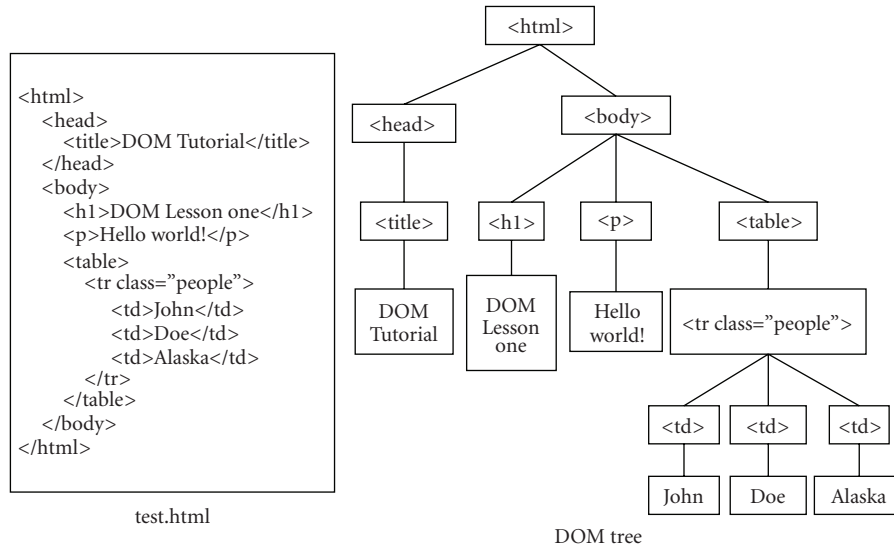 <html>
<head>
<title>DOM Tutorial</title>
</head>
<body>
<h1>DOM Lesson one</h1>
<p>Hello world!</p>
<table>
<tr class=”people”>
<td>John</td>
<td>Doe</td>
<td>Alaska</td>
</tr>
</table>
</body>
</html>
test.html
<html>
<head>
<body>
<title>
<h1>
<p>
<table>
DOM
Tutorial
DOM
Lesson
one
Hello
world!
<tr class=”people”>
<td>
<td>
<td>
John
Doe
Alaska
DOM tree